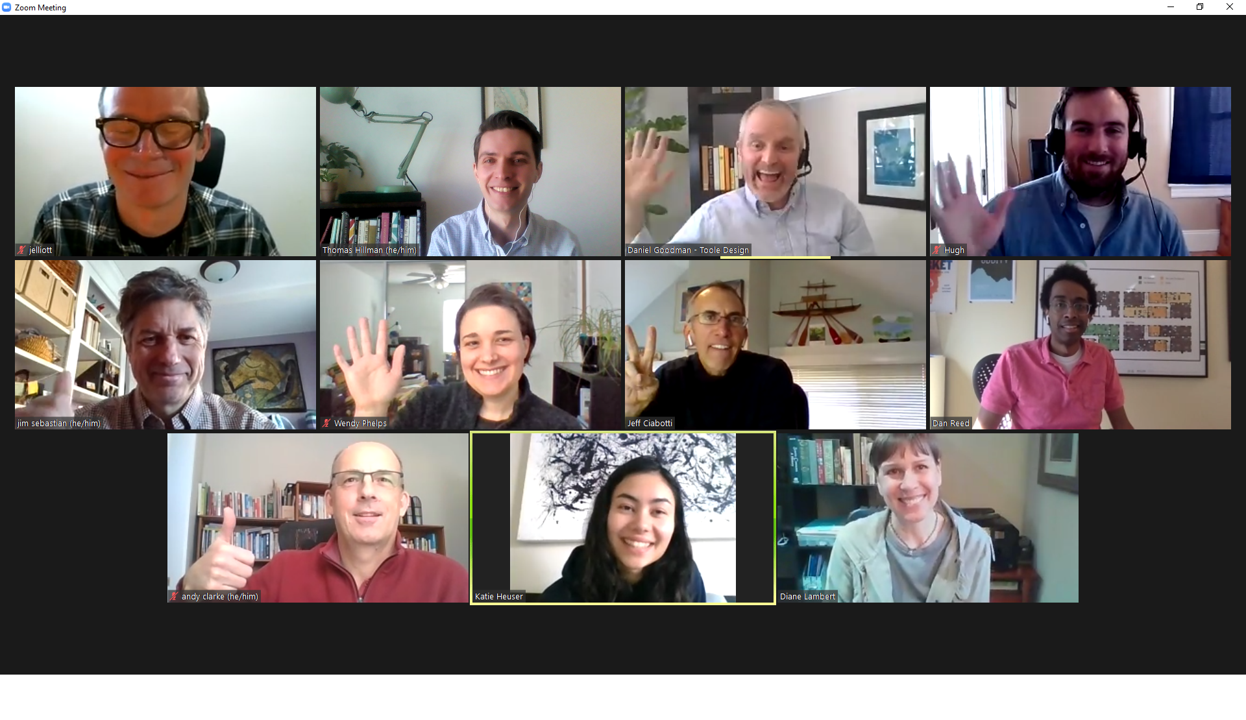 Zoom Meeting
jelliott
Thomas Hillman (he/him)
Daniel Goodman - Toole Design
Hugh
jim sebastian (he/him)
Wendy Phelps
Jeff Ciabotti
Dan Reed
andy clarke (he/him)
Katie Heuser
Diane Lambert